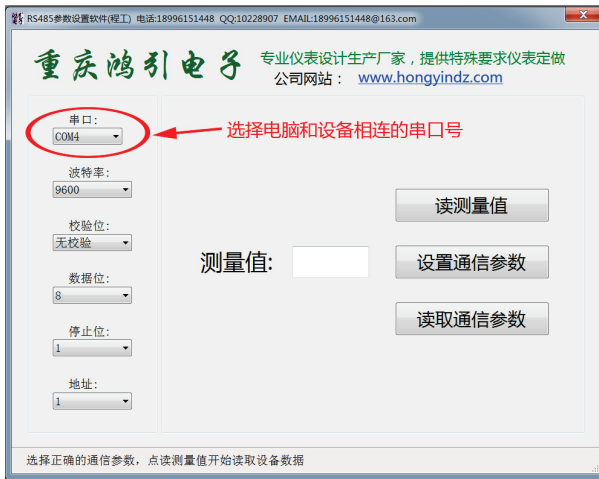 RS485参数设置软件(程工) 电话:18996151448 QQ:10228907 EMAIL:18996151448@163.com
重庆鸿引电子
专业仪表设计生产厂家，提供特殊要求仪表定做
公司网站： www.hongyindz.com
串口:
COM4
选择电脑和设备相连的串口号
波特率:
9600
校验位:
无校验
数据位:
8
停止位:
1
地址:
1
测量值:
读测量值
设置通信参数
读取通信参数
选择正确的通信参数，点读测量值开始读取设备数据